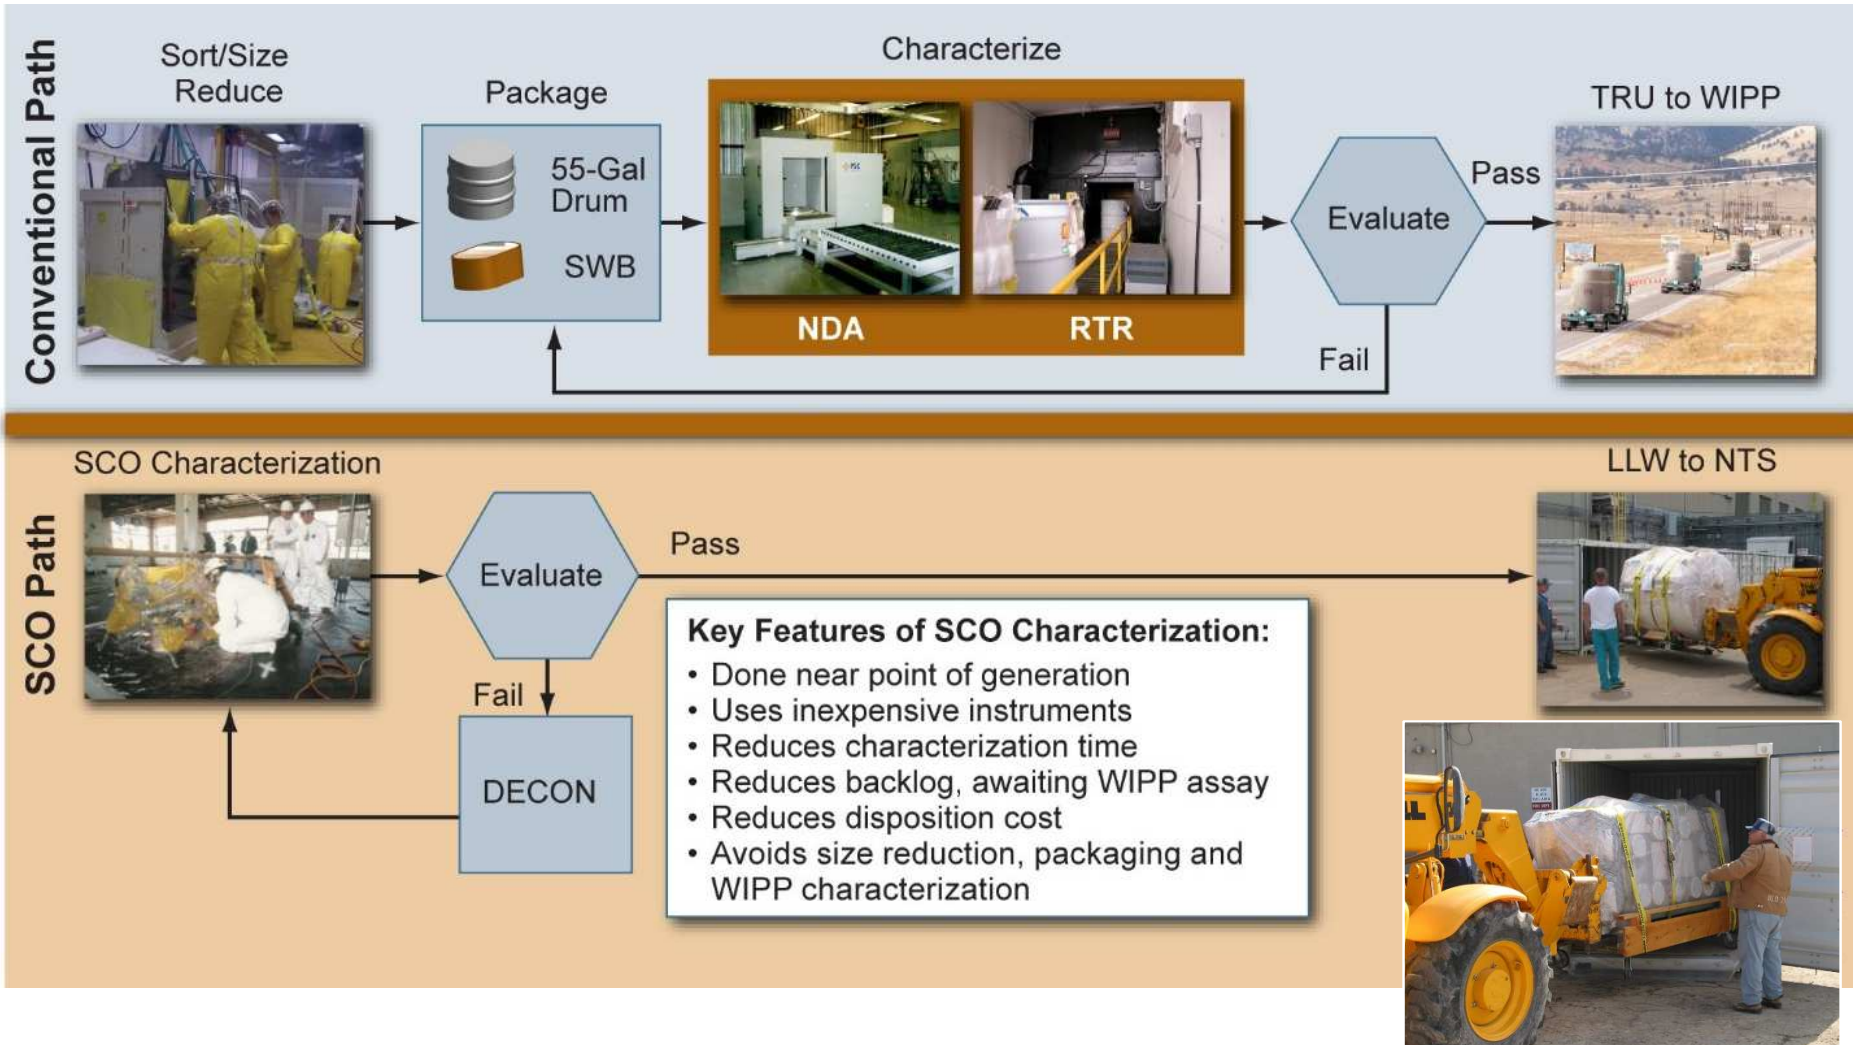 Conventional Path
Sort/Size
Reduce
Package
55-Gal
Drum
SWB
Characterize
NDA
RTR
Evaluate
Pass
Fail
TRU to WIPP
SCO Path
SCO Characterization
Evaluate
Pass
Fail
DECON
LLW to NTS
Key Features of SCO Characterization:
• Done near point of generation
• Uses inexpensive instruments
• Reduces characterization time
• Reduces backlog, awaiting WIPP assay
• Reduces disposition cost
• Avoids size reduction, packaging and
WIPP characterization